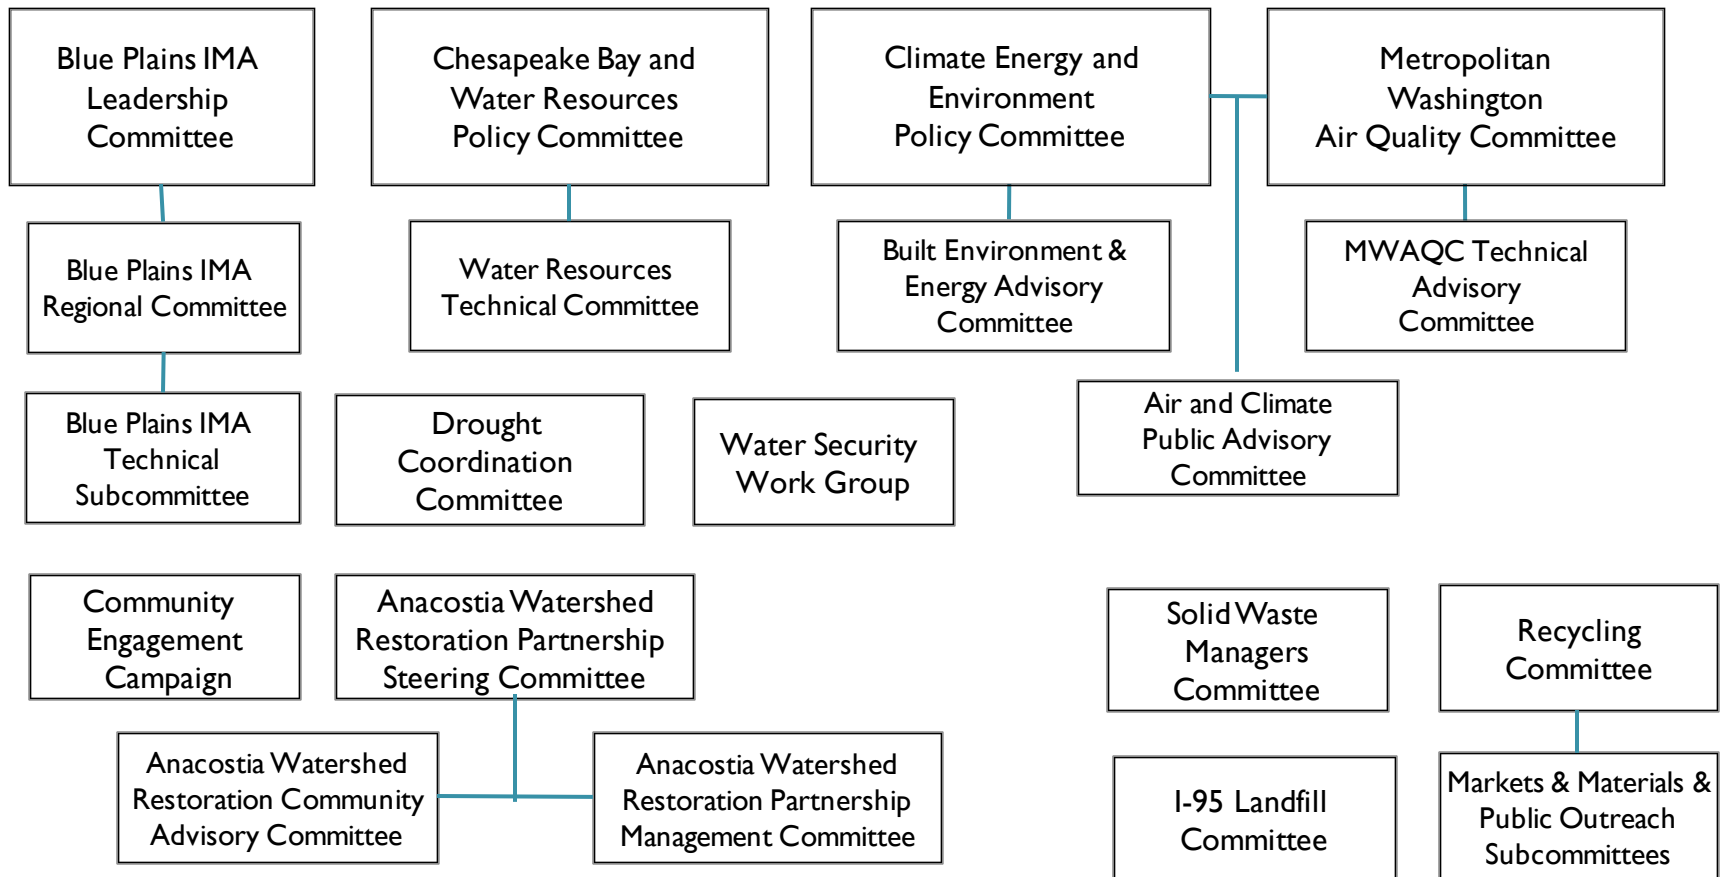 Blue Plains IMA
Leadership
Committee
Chesapeake Bay and
Water Resources
Policy Committee
Climate Energy and
Environment
Policy Committee
Metropolitan
Washington
Air Quality Committee
Blue Plains IMA
Regional Committee
Water Resources
Technical Committee
Built Environment &
Energy Advisory
Committee
MWAQC Technical
Advisory
Committee
Blue Plains IMA
Technical
Subcommittee
Drought
Coordination
Committee
Water Security
Work Group
Air and Climate
Public Advisory
Committee
Community
Engagement
Campaign
Anacostia Watershed
Restoration Partnership
Steering Committee
Solid Waste
Managers
Committee
Recycling
Committee
Anacostia Watershed
Restoration Community
Advisory Committee
Anacostia Watershed
Restoration Partnership
Management Committee
I-95 Landfill
Committee
Markets & Materials &
Public Outreach
Subcommittees